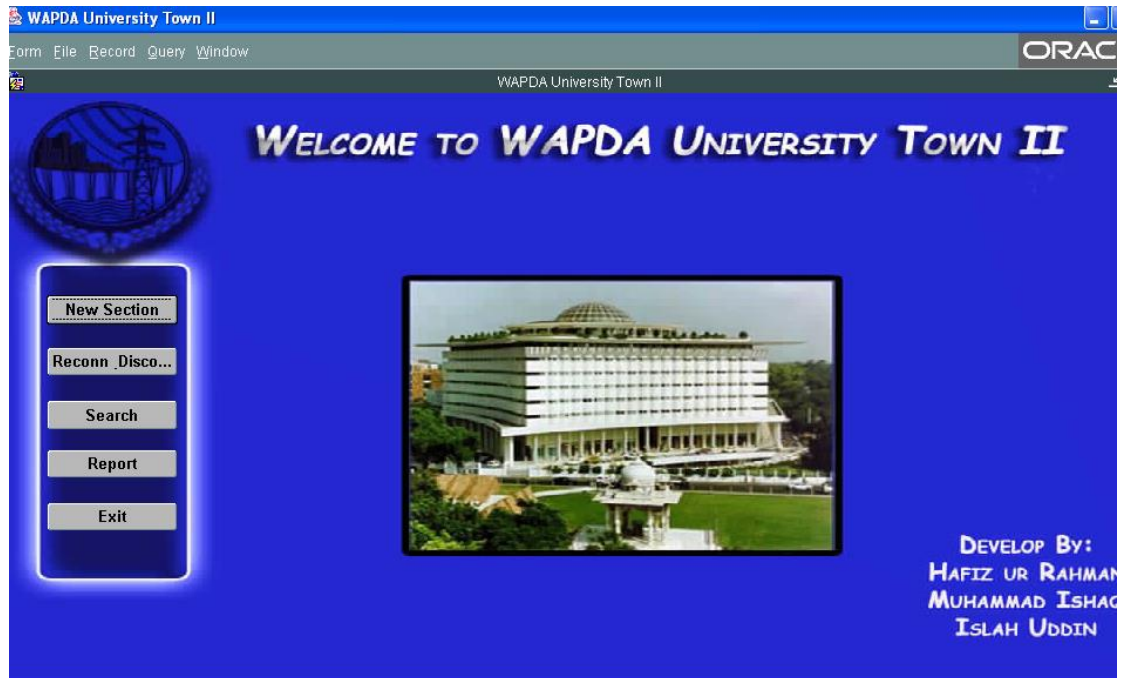 WAPDA University Town II
Form File Record Query Window
ORAC
WAPDA University Town II
WELCOME TO WAPDA UNIVERSITY TOWN II
New Section
Reconn _Disco...
Search
Report
Exit
DEVELOP BY:
HAFIZ UR RAHMAN
MUHAMMAD ISHAQ
ISLAH UDDIN